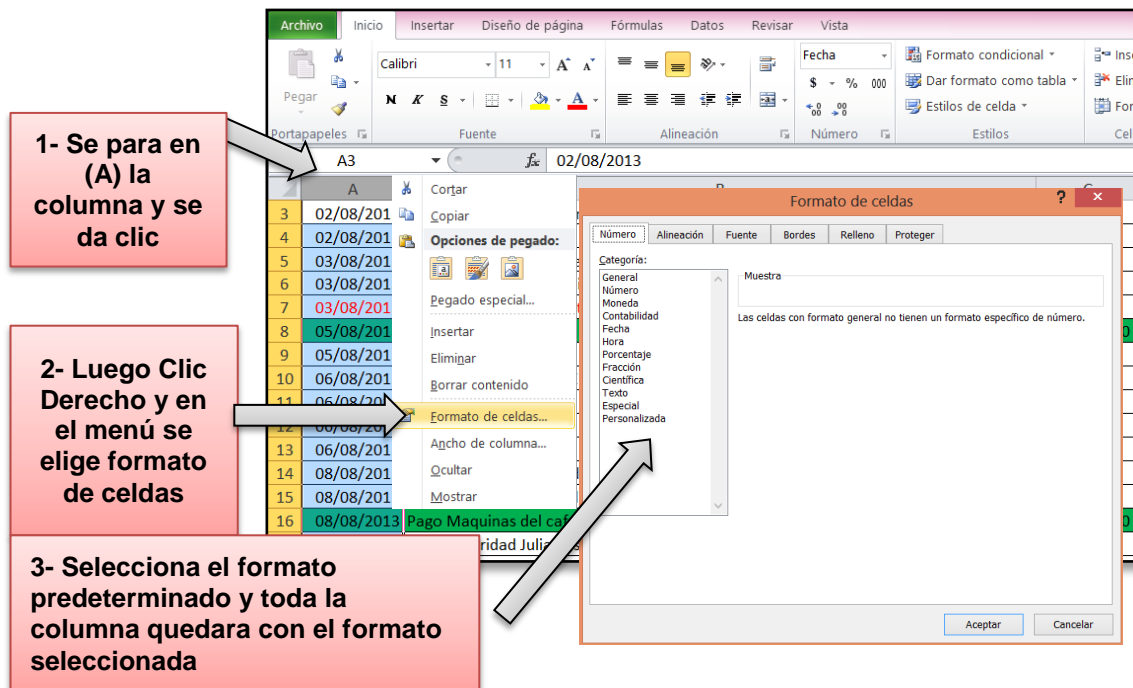 Archivo Inicio Insertar Diseño de página Fórmulas Datos Revisar Vista
Calibri 11 A A Fecha Formato condicional
Pegar $ % 000 Dar formato como tabla
N K S A Estilos de celda
Portapapeles Fuente Alineación Número Estilos
A3 fx 02/08/2013
A
3 02/08/201
4 02/08/201
5 03/08/201
6 03/08/201
7 03/08/201
8 05/08/201
9 05/08/201
10 06/08/201
11 06/08/201
12 06/08/201
13 06/08/201
14 08/08/201
15 08/08/201
16 08/08/2013 Pago Maquinas del caf
Cortar
Copiar
Opciones de pegado:
Pegado especial...
Insertar
Eliminar
Borrar contenido
Formato de celdas...
Ancho de columna...
Ocultar
Mostrar
Formato de celdas
Número Alineación Fuente Bordes Relleno Proteger
Categoría:
General
Número
Moneda
Contabilidad
Fecha
Hora
Porcentaje
Fracción
Científica
Texto
Especial
Personalizada
Muestra
Las celdas con formato general no tienen un formato específico de número.
Aceptar Cancelar
1- Se para en
(A) la
columna y se
da clic
2- Luego Clic
Derecho y en
el menú se
elige formato
de celdas
3- Selecciona el formato
predeterminado y toda la
columna quedara con el formato
seleccionada